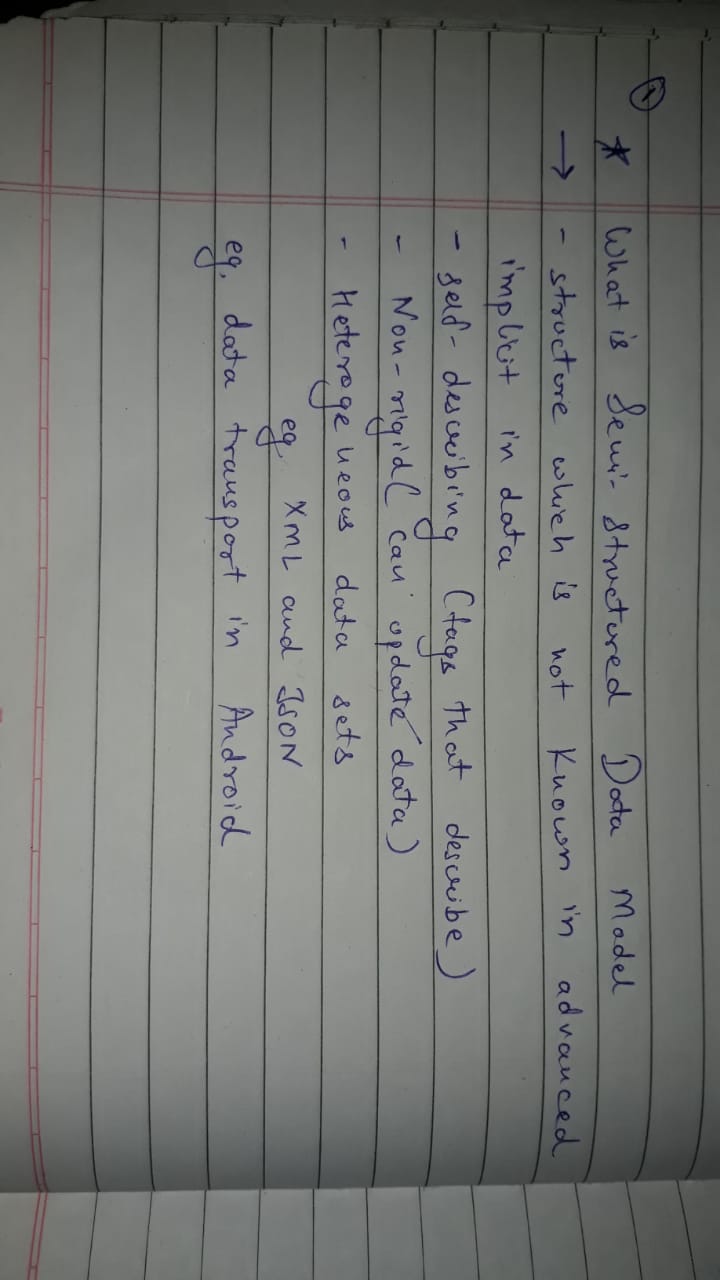 ①
* What is Semi-Structured Data Model
→ - structure which is not known in advanced
implicit in data
- self-describing (tags that describe)
- Non-rigid (can update data)
- Heterogeneous data sets
eg. XML and JSON
eg. data transport in Android